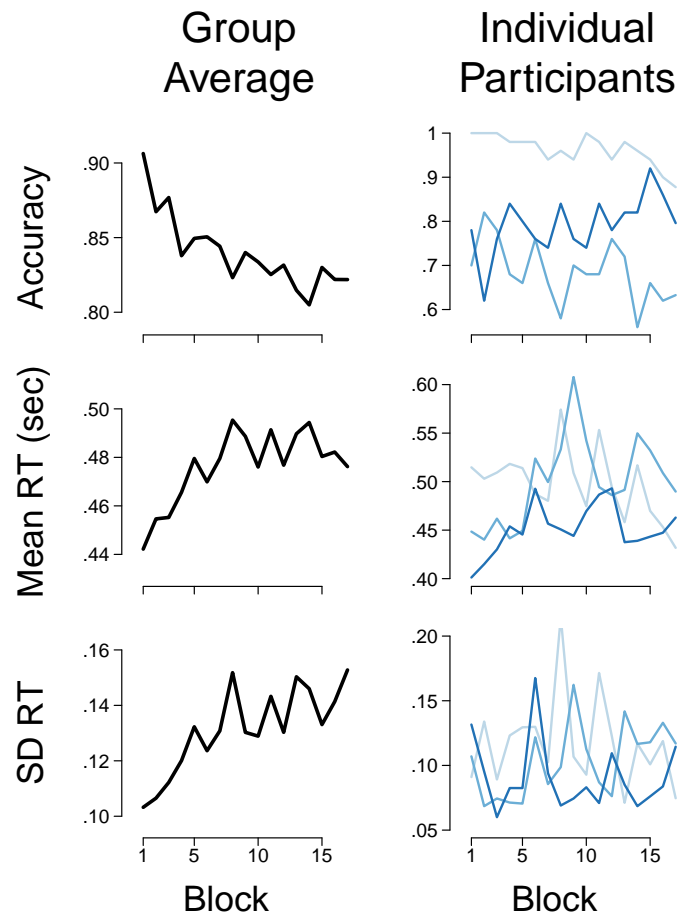 Group
Average
Individual
Participants
Accuracy
.90
.85
.80
1
.9
.8
.7
.6
Mean RT (sec)
.50
.48
.46
.44
.60
.55
.50
.45
.40
SD RT
.16
.14
.12
.10
.20
.15
.10
.05
1 5 10 15
1 5 10 15
Block
Block